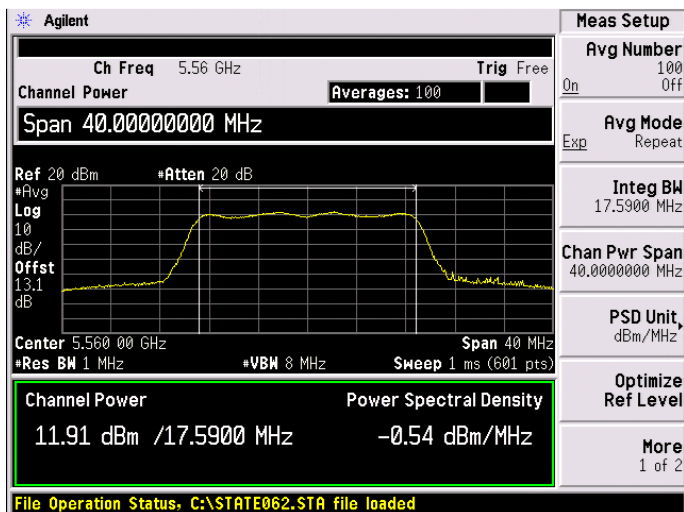 Agilent
Meas Setup
Ch Freq 5.56 GHz Trig Free
Channel Power Averages: 100
Span 40.00000000 MHz
Ref 20 dBm #Atten 20 dB
#Avg
Log
10
dB/
Offst
13.1
dB
Center 5.560 00 GHz Span 40 MHz
#Res BW 1 MHz #VBW 8 MHz Sweep 1 ms (601 pts)
Channel Power Power Spectral Density
11.91 dBm /17.5900 MHz -0.54 dBm/MHz
File Operation Status, C:\STATE062.STA file loaded
Avg Number
100
On Off
Avg Mode
Exp Repeat
Integ BW
17.5900 MHz
Chan Pwr Span
40.0000000 MHz
PSD Unit
dBm/MHz
Optimize
Ref Level
More
1 of 2